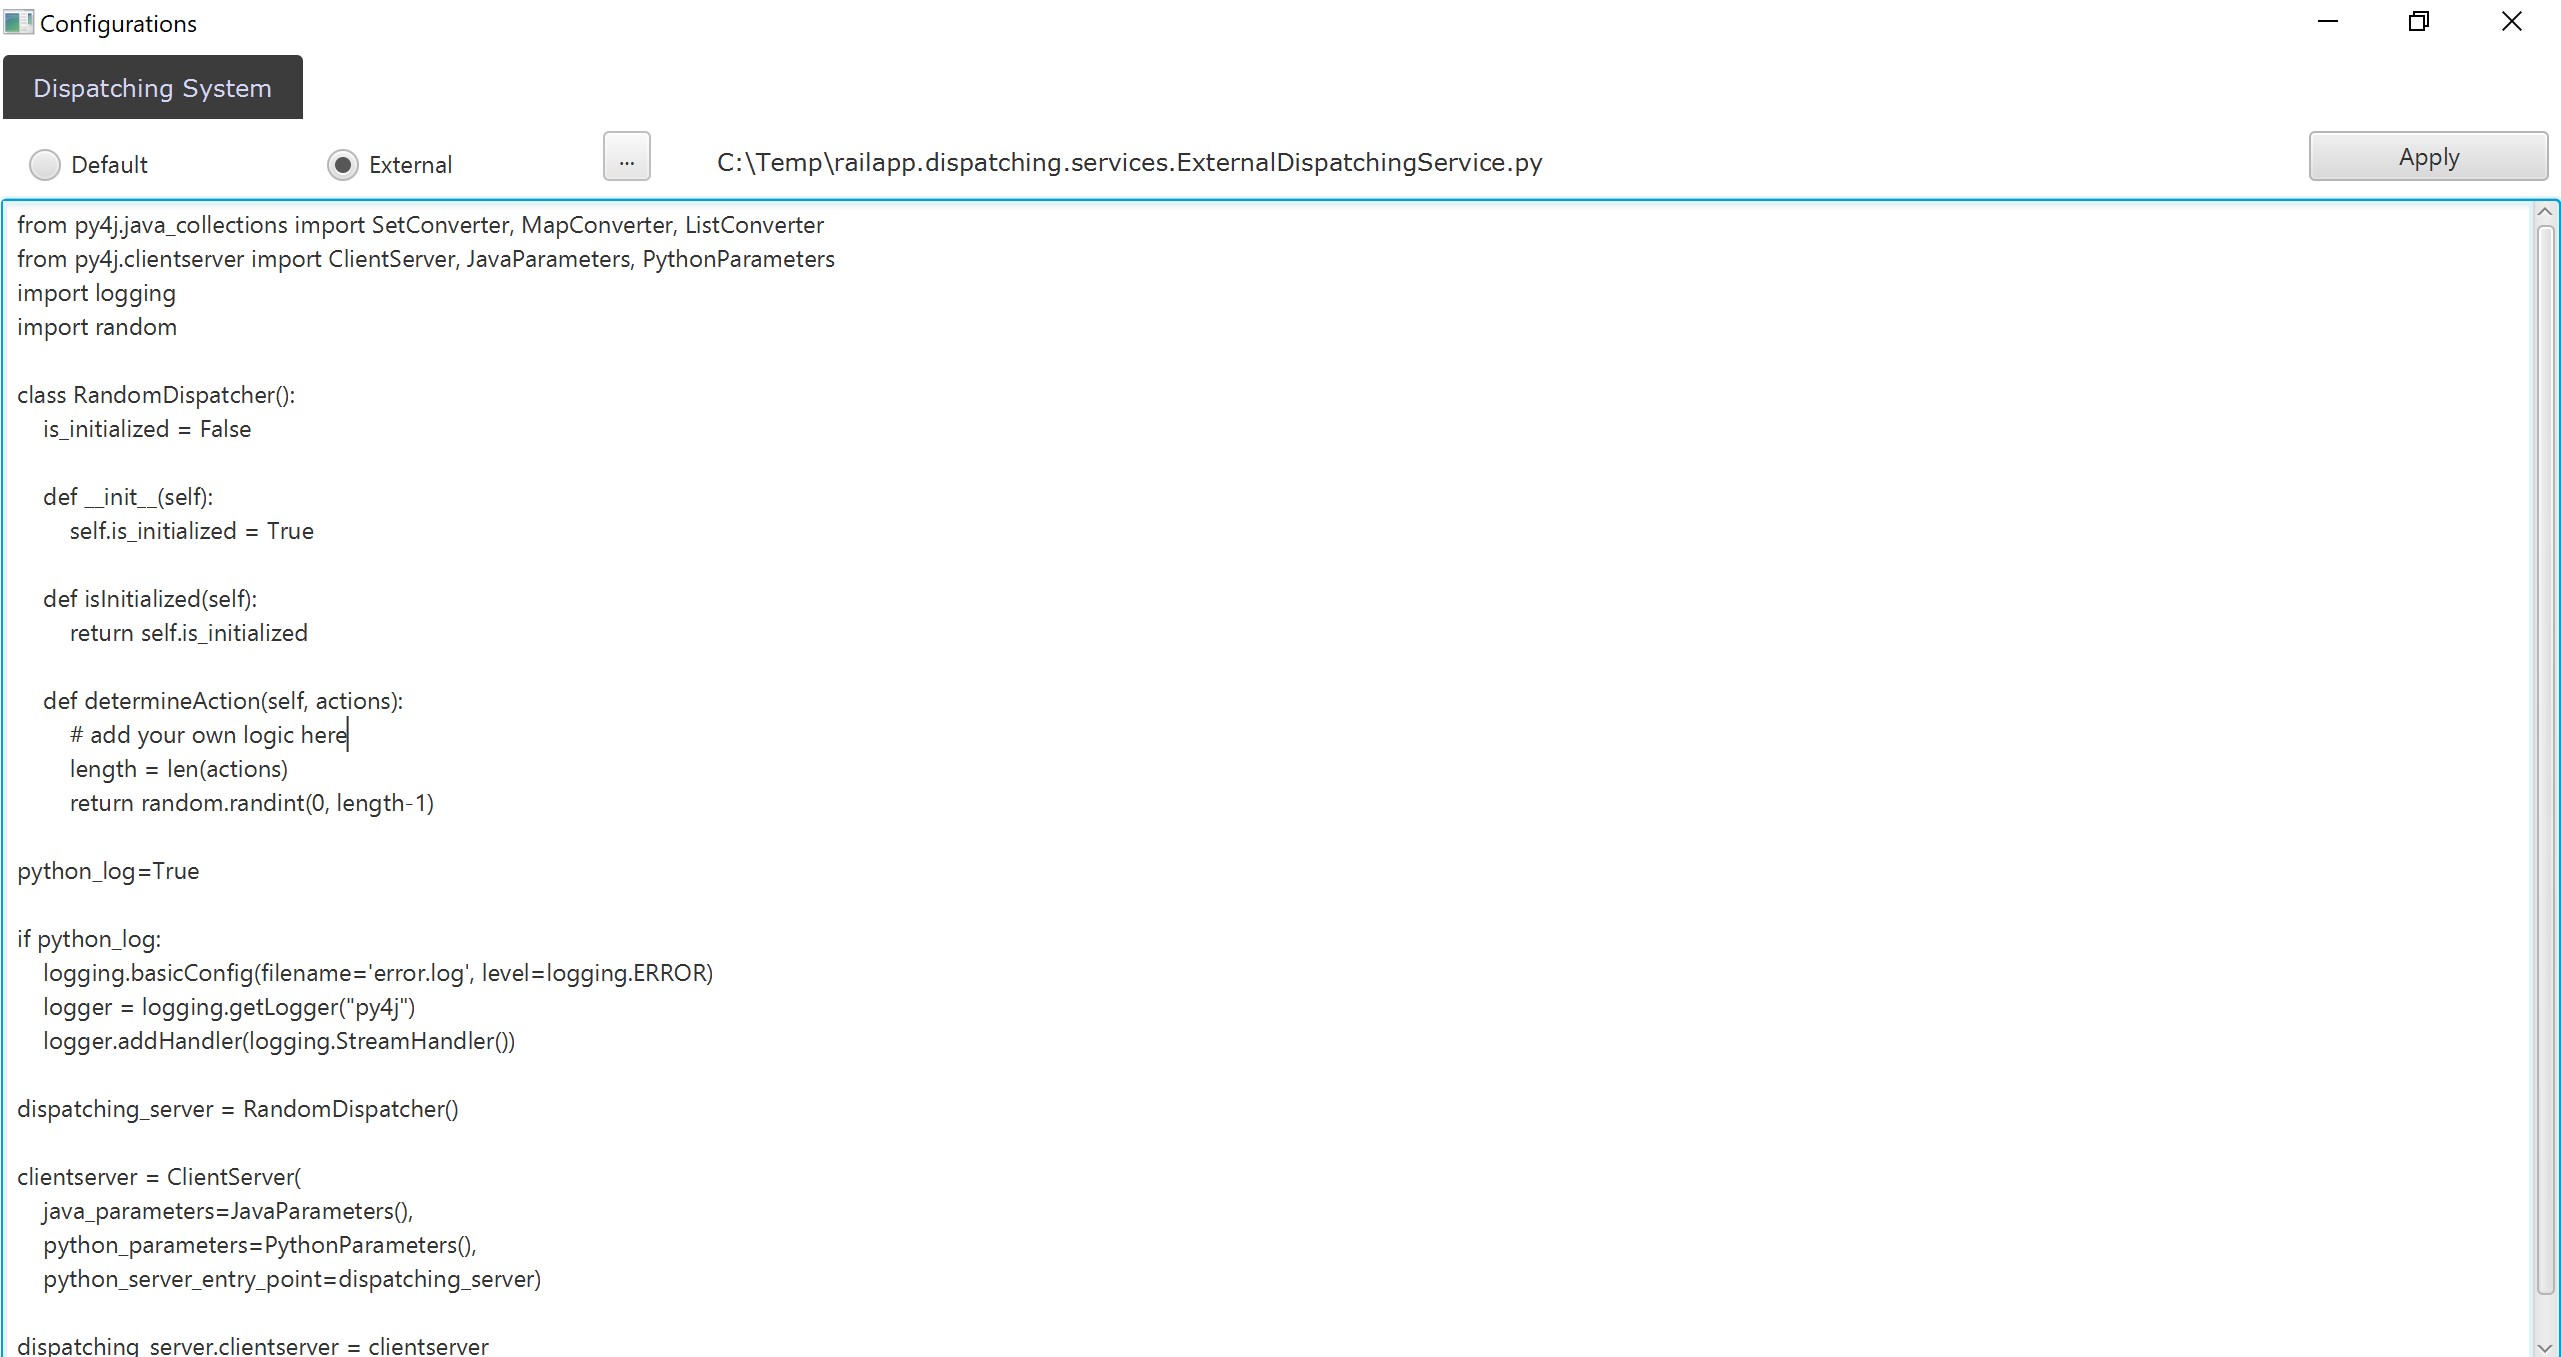 Configurations
Dispatching System
Default External ... C:\Temp\railapp.dispatching.services.ExternalDispatchingService.py Apply
from py4j.java_collections import SetConverter, MapConverter, ListConverter
from py4j.clientserver import ClientServer, JavaParameters, PythonParameters
import logging
import random

class RandomDispatcher():
    is_initialized = False

    def __init__(self):
        self.is_initialized = True

    def isInitialized(self):
        return self.is_initialized

    def determineAction(self, actions):
        # add your own logic here
        length = len(actions)
        return random.randint(0, length-1)

python_log=True

if python_log:
    logging.basicConfig(filename='error.log', level=logging.ERROR)
    logger = logging.getLogger("py4j")
    logger.addHandler(logging.StreamHandler())

dispatching_server = RandomDispatcher()

clientserver = ClientServer(
    java_parameters=JavaParameters(),
    python_parameters=PythonParameters(),
    python_server_entry_point=dispatching_server)

dispatching_server.clientserver = clientserver